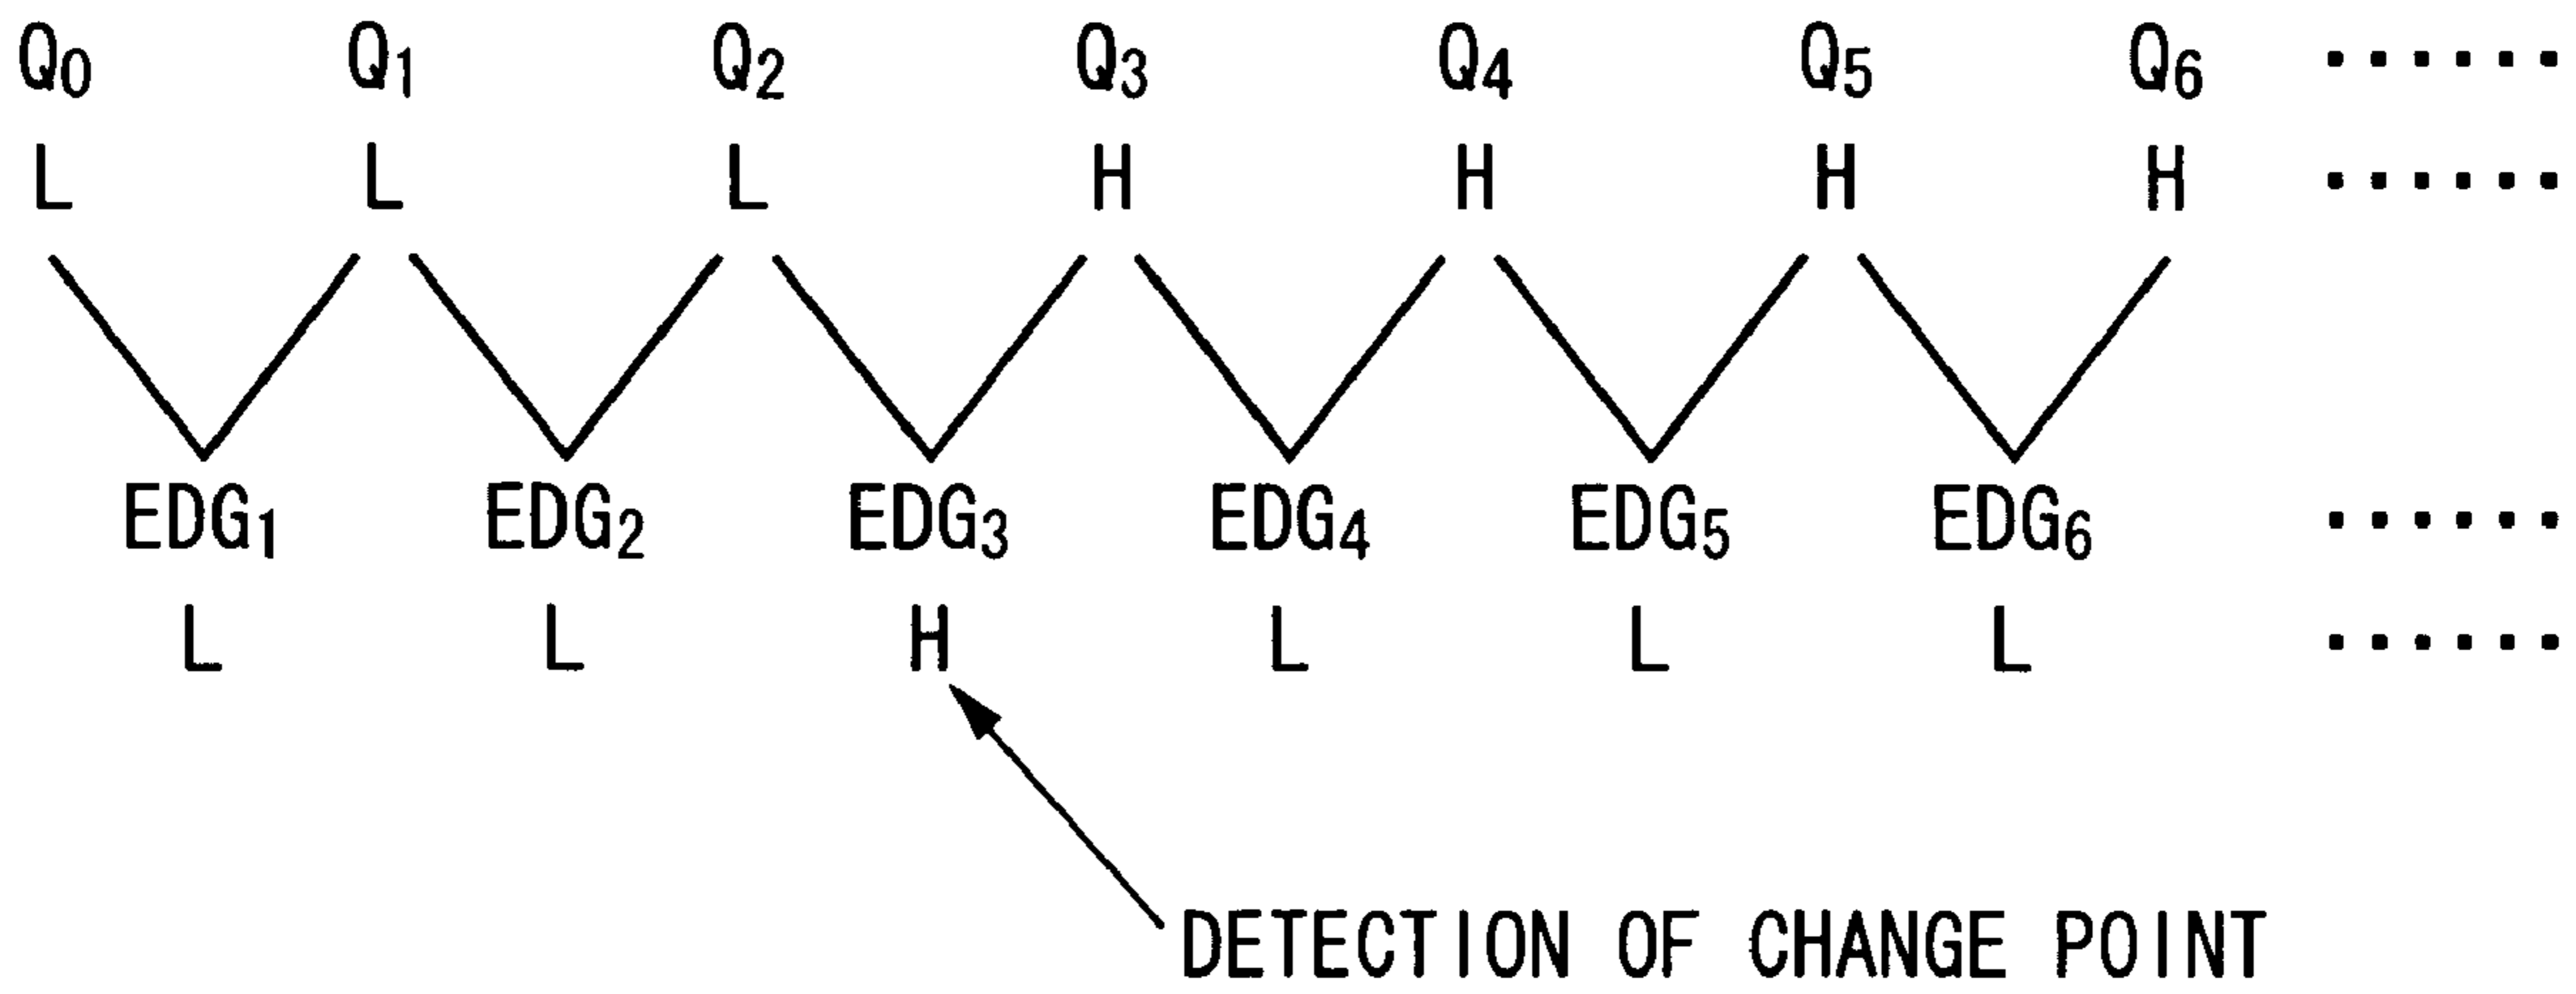 Q0 Q1 Q2 Q3 Q4 Q5 Q6 ······
L L L H H H H ······
EDG1 EDG2 EDG3 EDG4 EDG5 EDG6 ······
L L H L L L ······
DETECTION OF CHANGE POINT